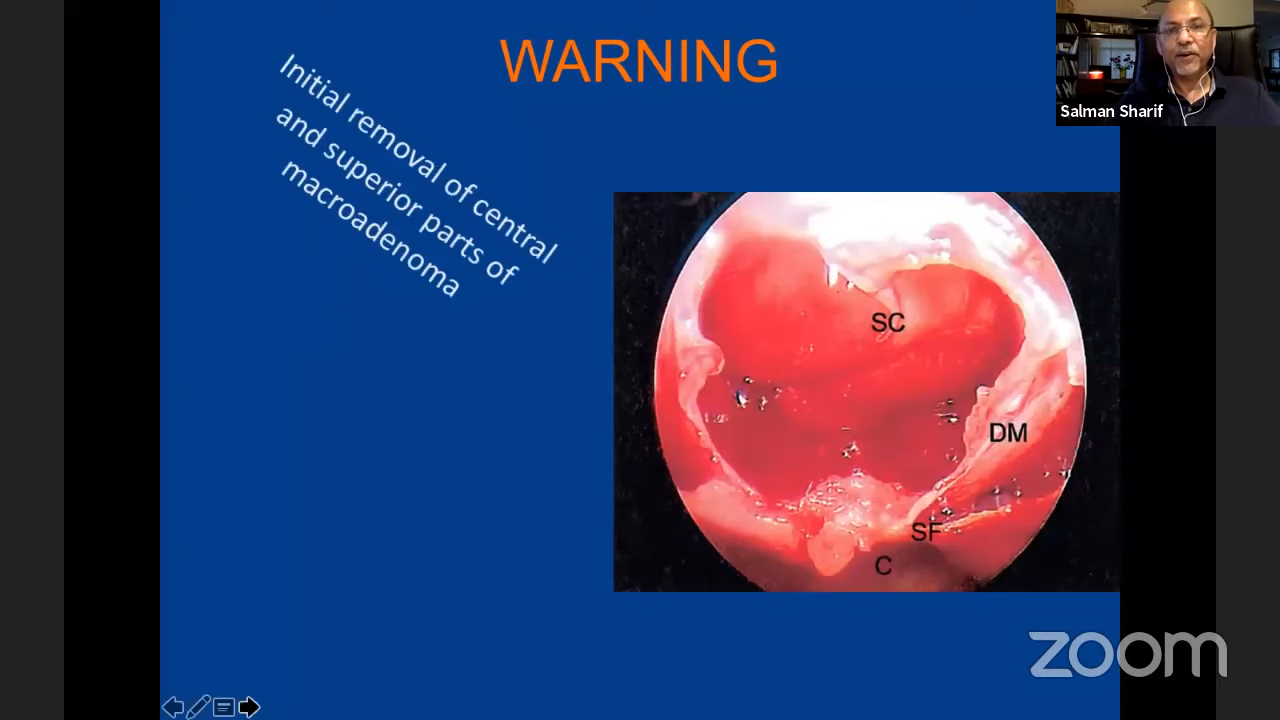 WARNING
Salman Sharif
Initial removal of central
and superior parts of
macroadenoma
SC
DM
SF
C
zoom